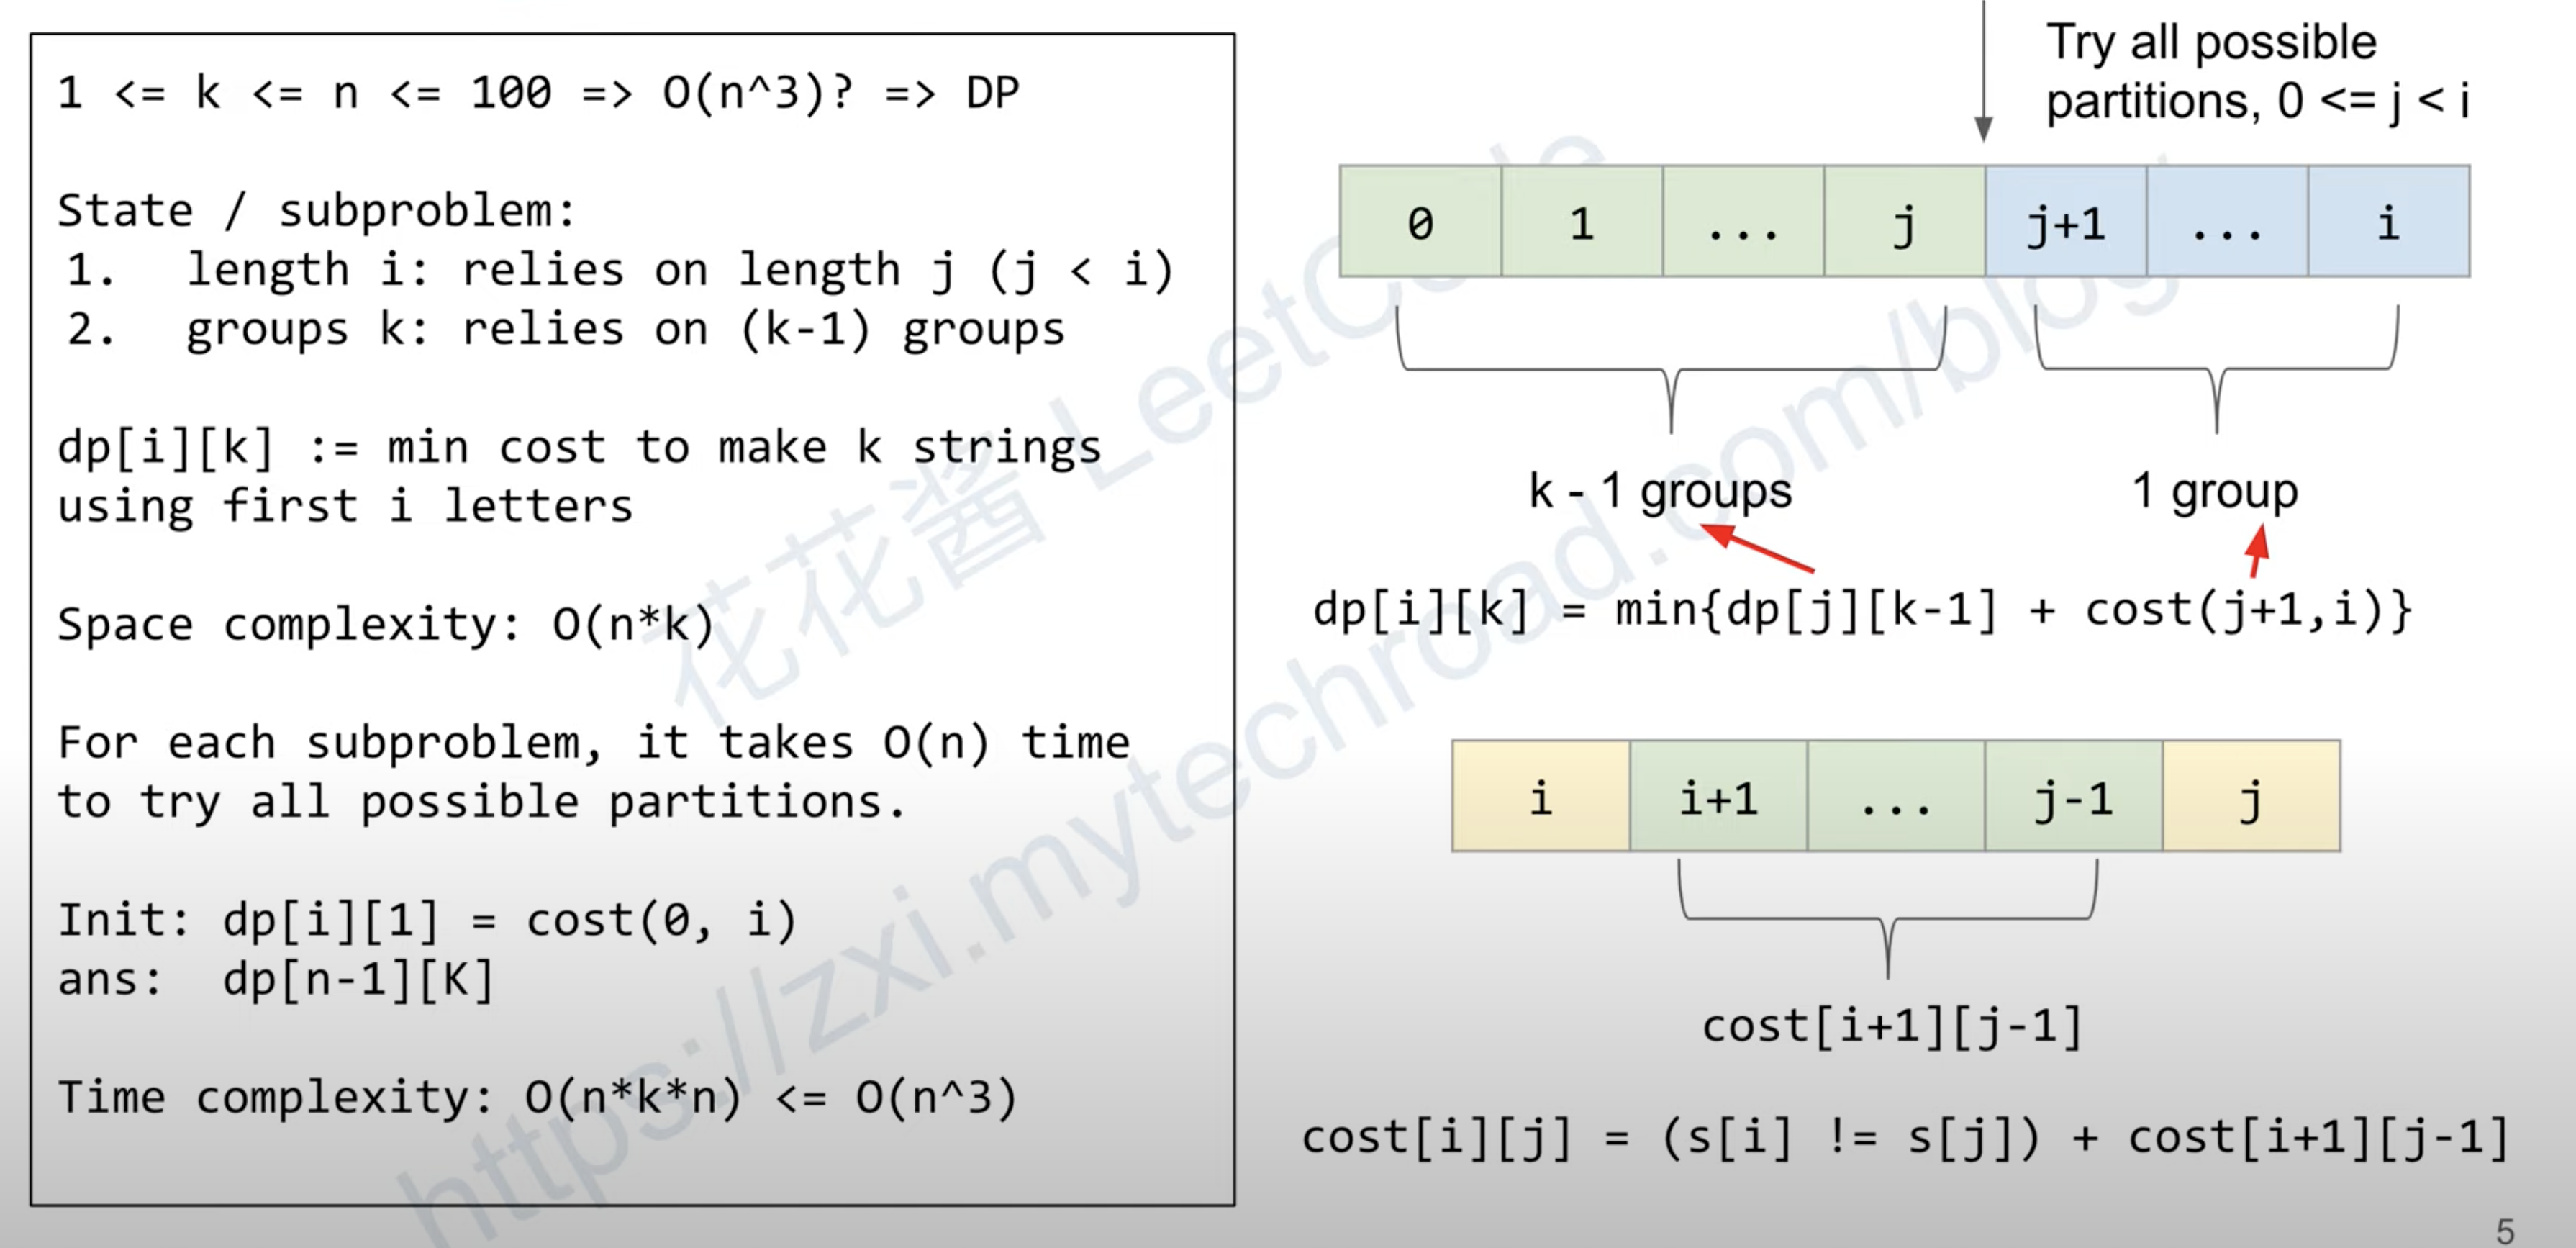 1 <= k <= n <= 100 => O(n^3)? => DP
State / subproblem:
1. length i: relies on length j (j < i)
2. groups k: relies on (k-1) groups
dp[i][k] := min cost to make k strings
using first i letters
Space complexity: O(n*k)
For each subproblem, it takes O(n) time
to try all possible partitions.
Init: dp[i][1] = cost(0, i)
ans: dp[n-1][K]
Time complexity: O(n*k*n) <= O(n^3)
Try all possible
partitions, 0 <= j < i
0 1 ... j j+1 ... i
k - 1 groups 1 group
dp[i][k] = min{dp[j][k-1] + cost(j+1,i)}
i i+1 ... j-1 j
cost[i+1][j-1]
cost[i][j] = (s[i] != s[j]) + cost[i+1][j-1]
花花酱 LeetCode
https://zxi.mytechroad.com/blog
5